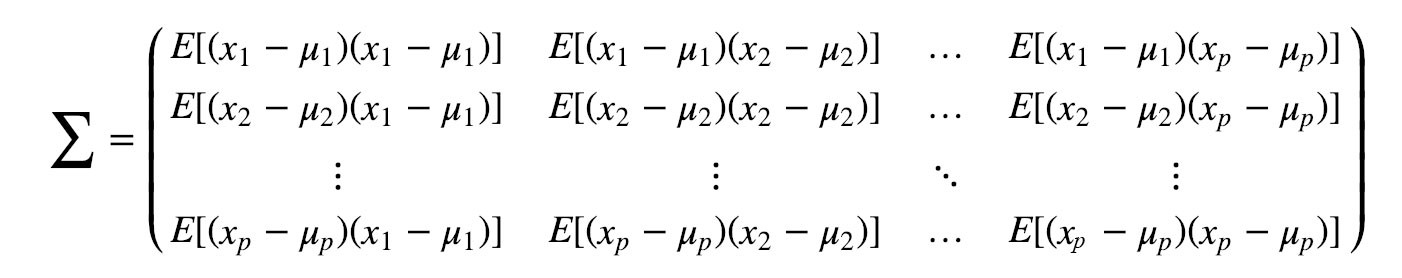 ∑ = ( E[(x₁ − μ₁)(x₁ − μ₁)] E[(x₁ − μ₁)(x₂ − μ₂)] … E[(x₁ − μ₁)(xₚ − μₚ)]
E[(x₂ − μ₂)(x₁ − μ₁)] E[(x₂ − μ₂)(x₂ − μ₂)] … E[(x₂ − μ₂)(xₚ − μₚ)]
⋮ ⋮ ⋱ ⋮
E[(xₚ − μₚ)(x₁ − μ₁)] E[(xₚ − μₚ)(x₂ − μ₂)] … E[(xₚ − μₚ)(xₚ − μₚ)] )